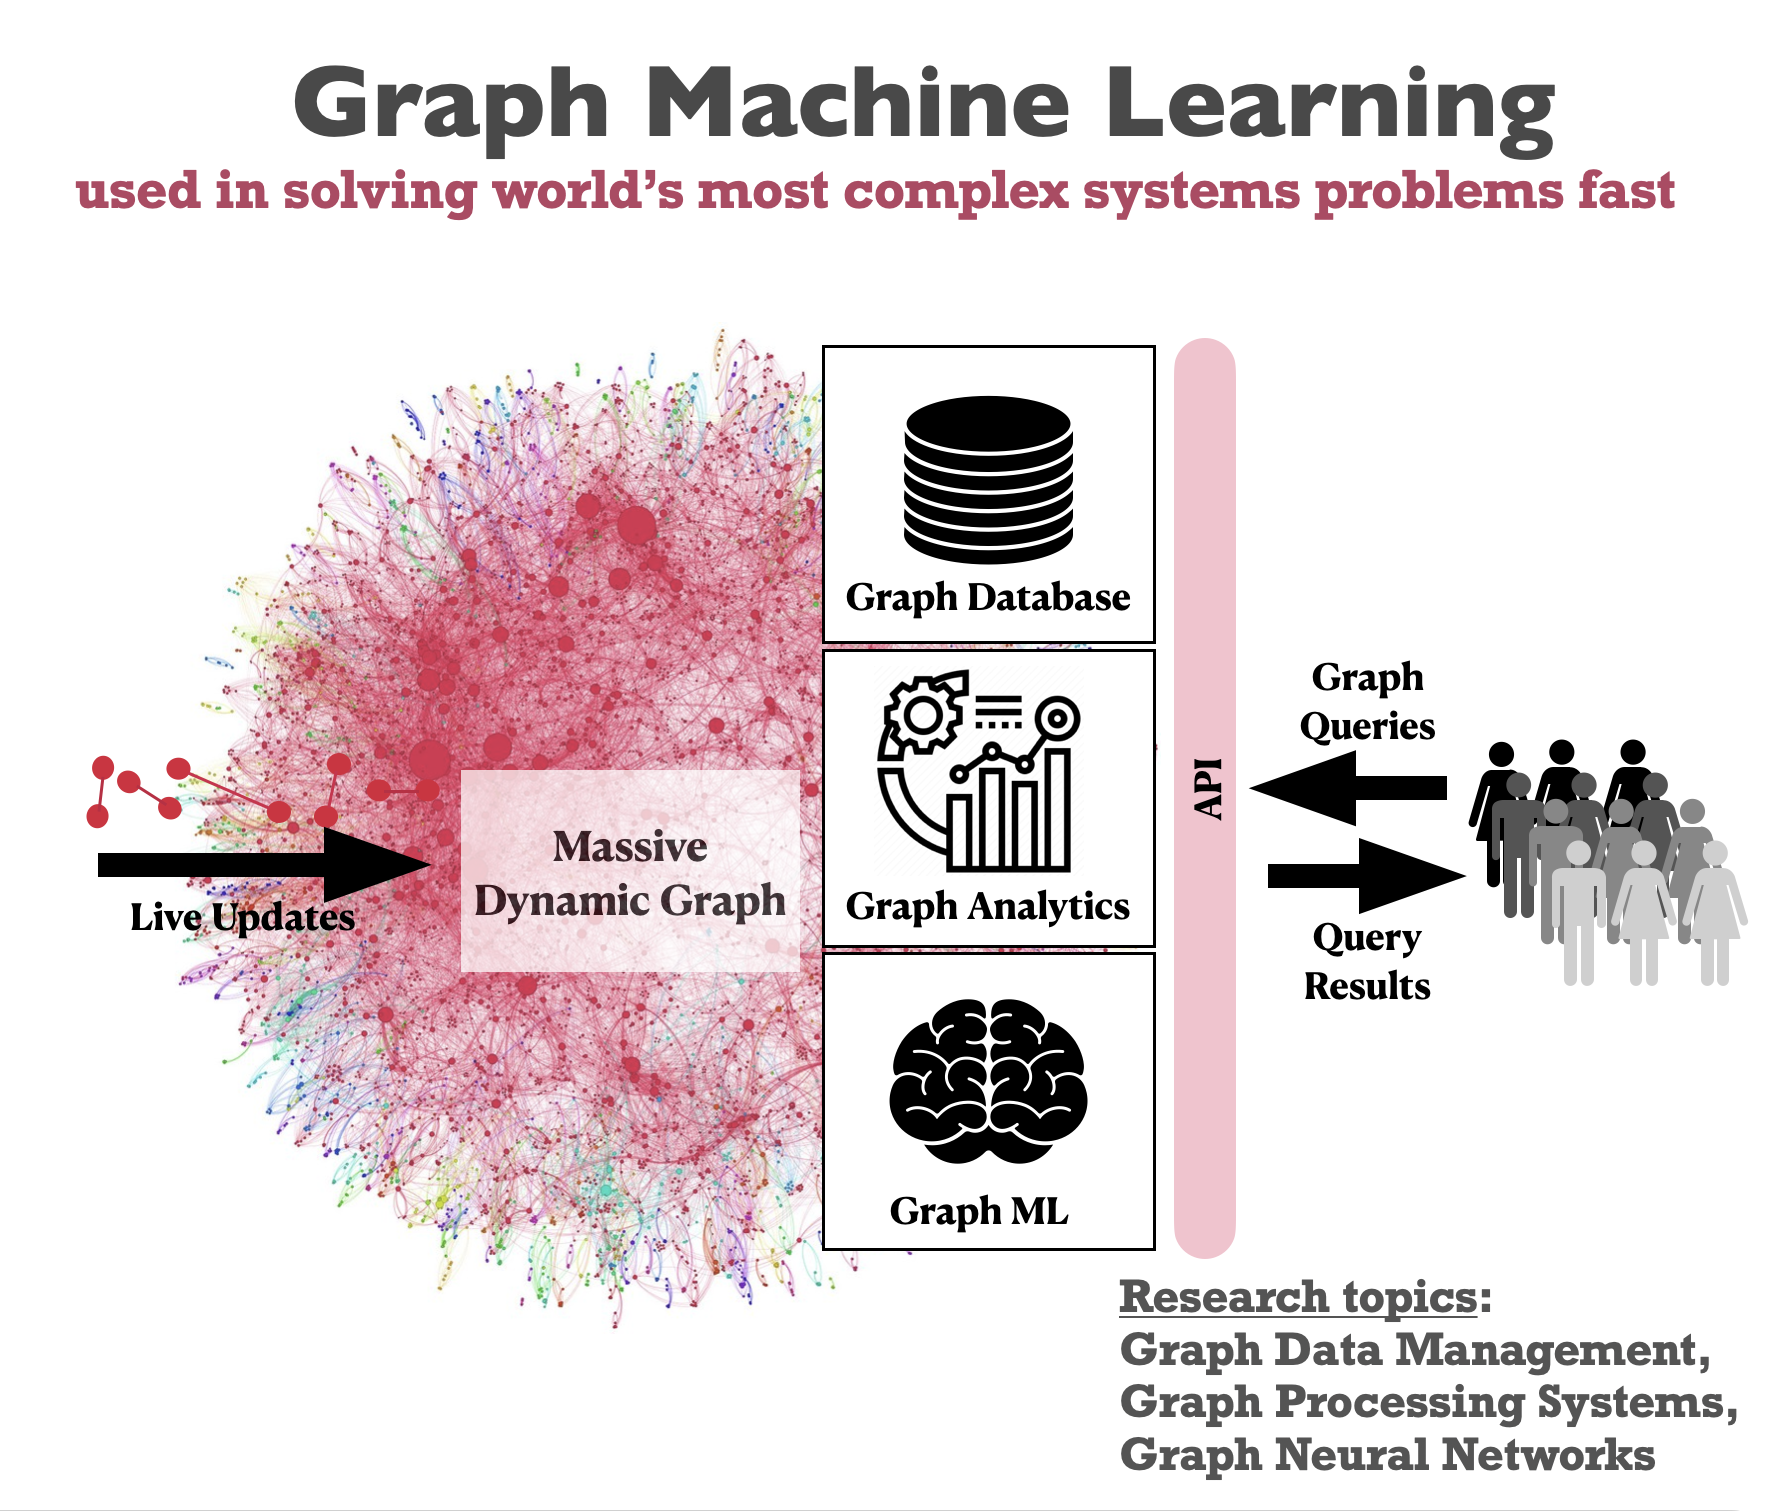 Graph Machine Learning
used in solving world's most complex systems problems fast
Live Updates
Massive
Dynamic Graph
Graph Database
Graph Analytics
Graph ML
API
Graph
Queries
Query
Results
Research topics:
Graph Data Management,
Graph Processing Systems,
Graph Neural Networks